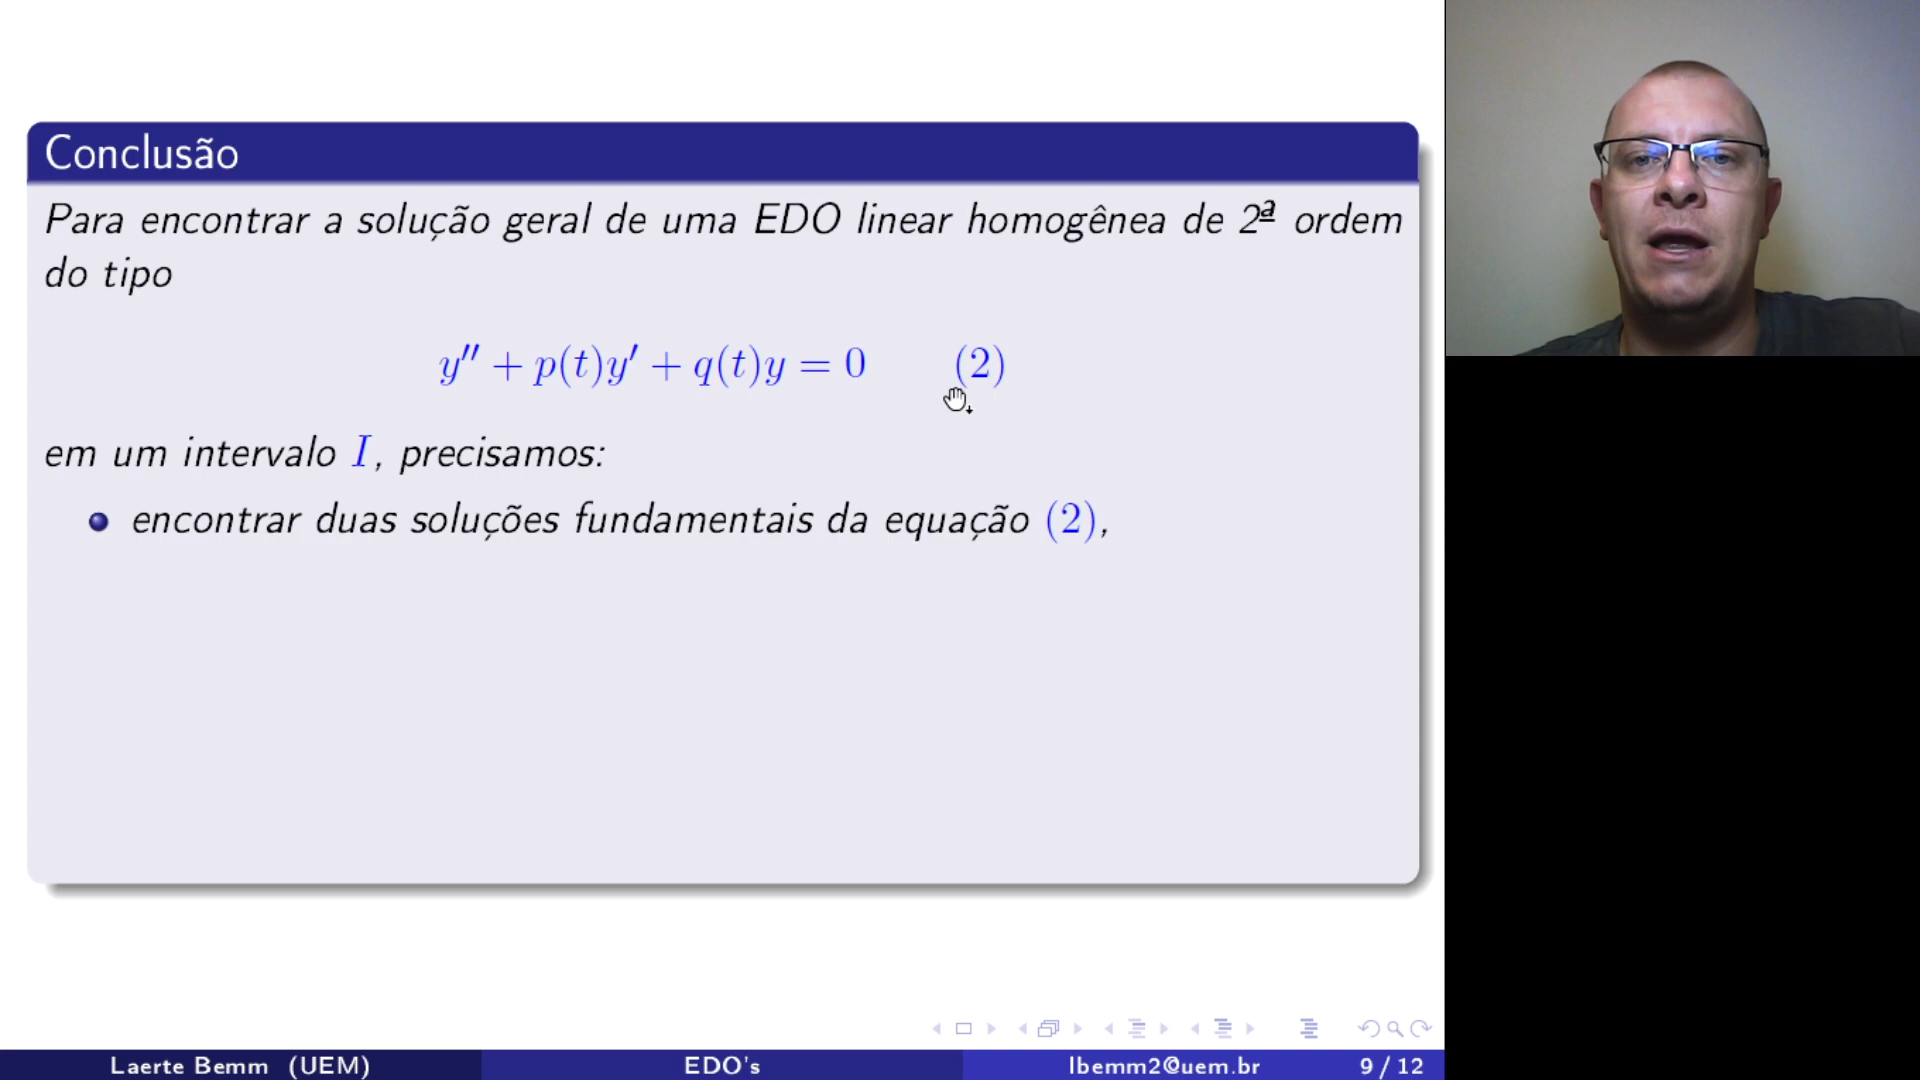 Conclusão
Para encontrar a solução geral de uma EDO linear homogênea de 2ª ordem
do tipo
y′′ + p(t)y′ + q(t)y = 0 (2)
em um intervalo I, precisamos:
encontrar duas soluções fundamentais da equação (2),
Laerte Bemm (UEM) EDO's lbemm2@uem.br 9 / 12